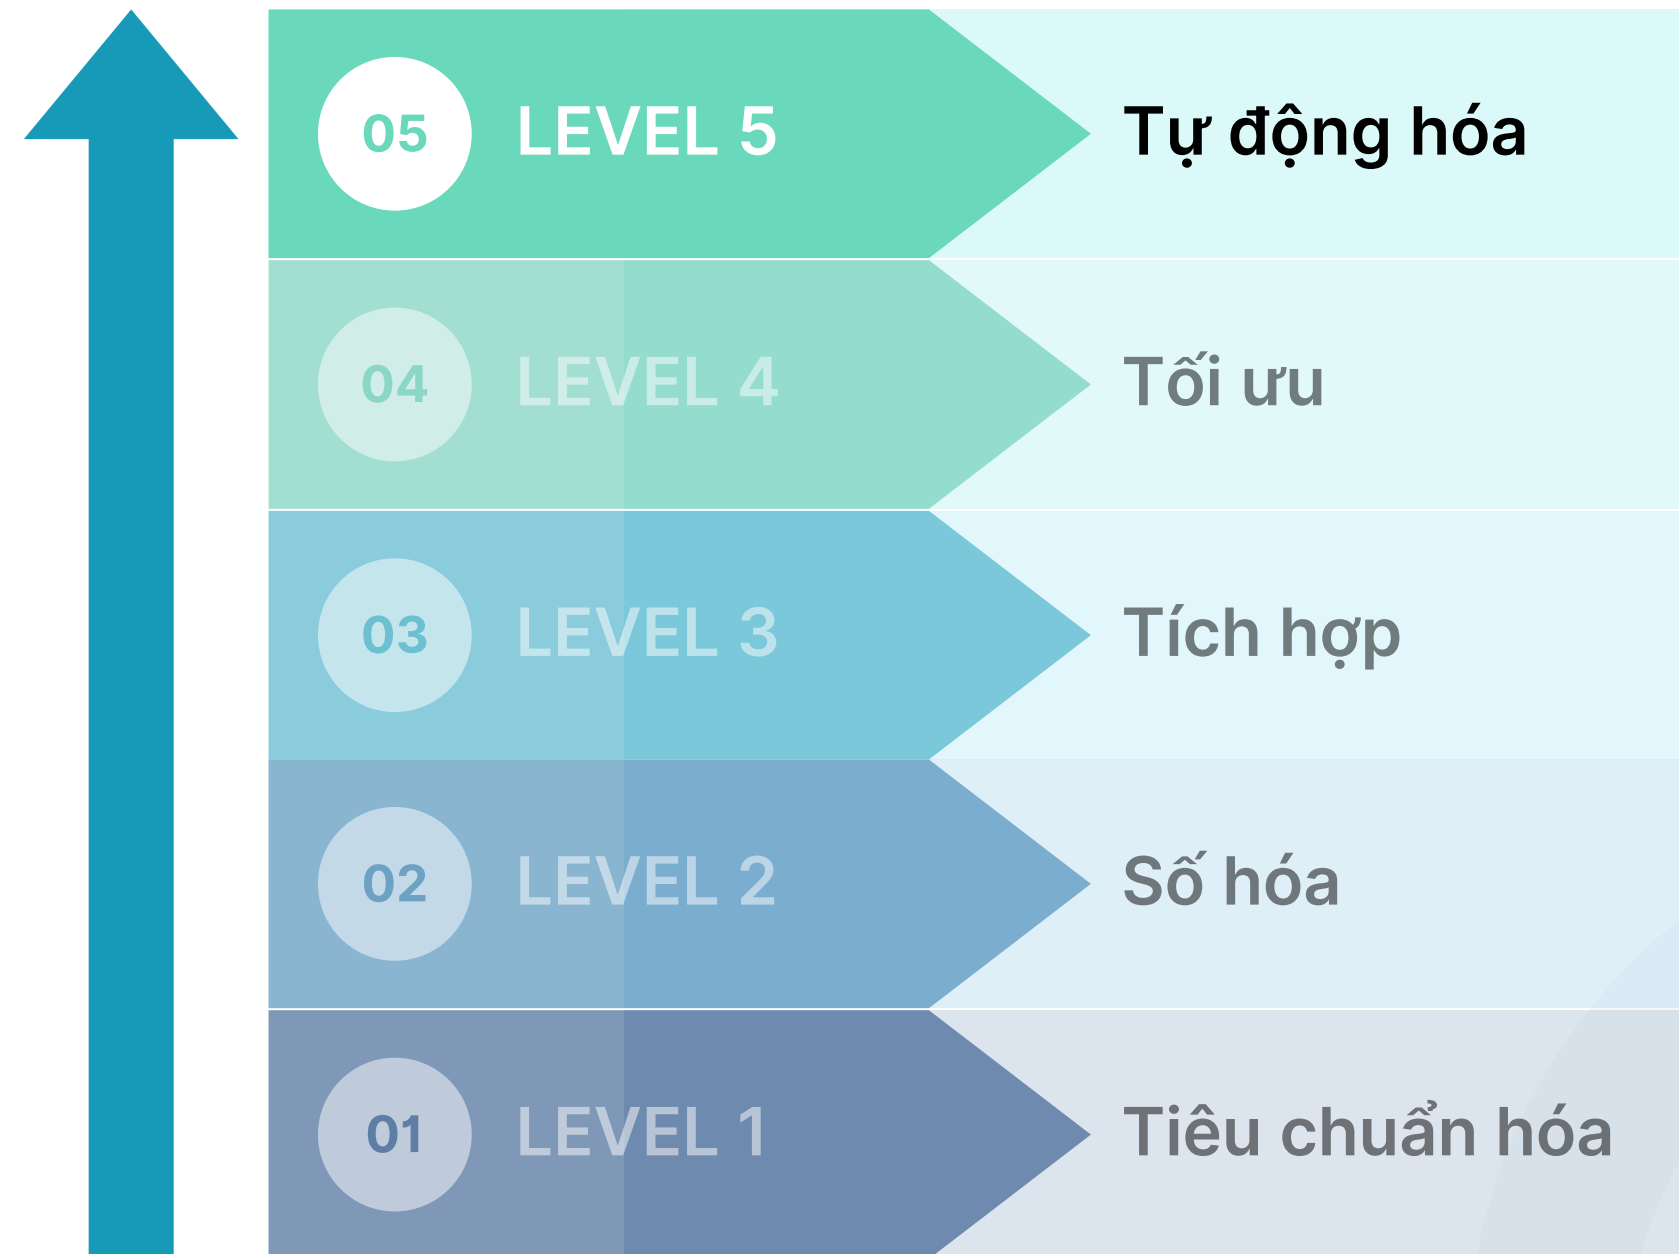 05 LEVEL 5 Tự động hóa
04 LEVEL 4 Tối ưu
03 LEVEL 3 Tích hợp
02 LEVEL 2 Số hóa
01 LEVEL 1 Tiêu chuẩn hóa